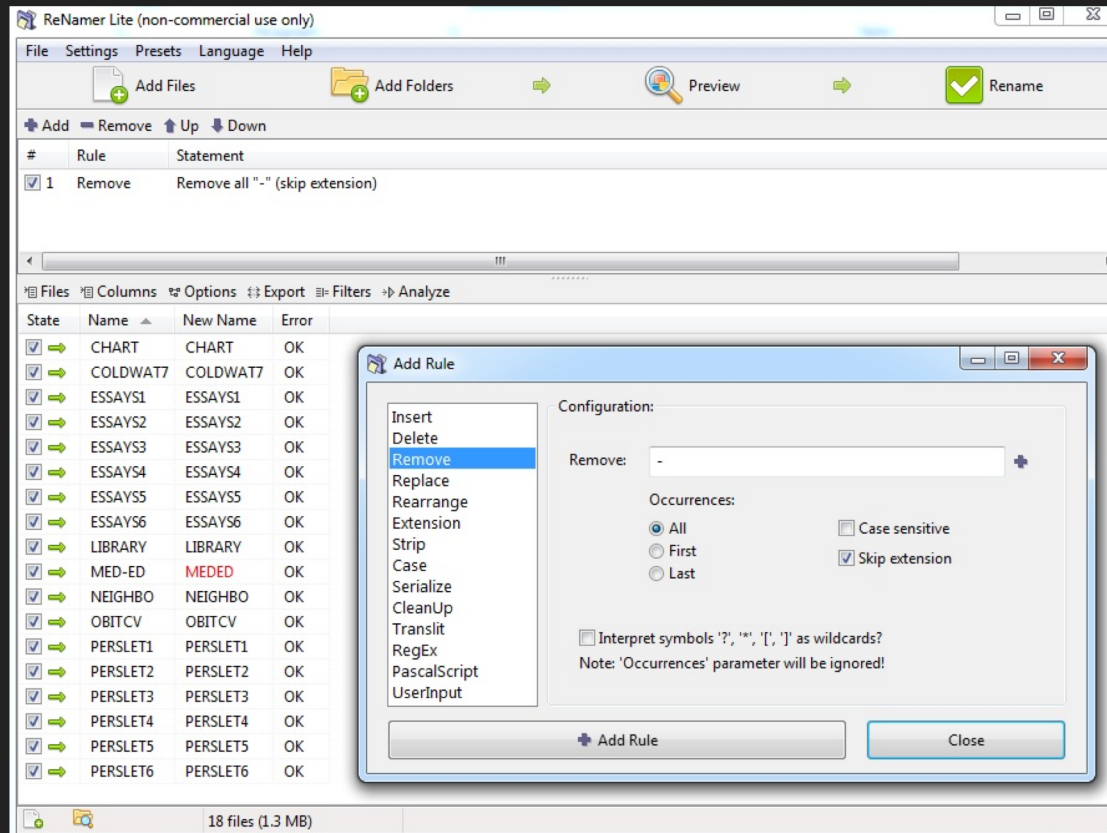 ReNamer Lite (non-commercial use only)
File Settings Presets Language Help
Add Files Add Folders Preview Rename
Add Remove Up Down
# Rule Statement
1 Remove Remove all "-" (skip extension)
Files Columns Options Export Filters Analyze
State Name New Name Error
CHART CHART OK
COLDWAT7 COLDWAT7 OK
ESSAYS1 ESSAYS1 OK
ESSAYS2 ESSAYS2 OK
ESSAYS3 ESSAYS3 OK
ESSAYS4 ESSAYS4 OK
ESSAYS5 ESSAYS5 OK
ESSAYS6 ESSAYS6 OK
LIBRARY LIBRARY OK
MED-ED MEDED OK
NEIGHBO NEIGHBO OK
OBITCV OBITCV OK
PERSLET1 PERSLET1 OK
PERSLET2 PERSLET2 OK
PERSLET3 PERSLET3 OK
PERSLET4 PERSLET4 OK
PERSLET5 PERSLET5 OK
PERSLET6 PERSLET6 OK
Add Rule
Insert
Delete
Remove
Replace
Rearrange
Extension
Strip
Case
Serialize
CleanUp
Translit
RegEx
PascalScript
UserInput
Configuration:
Remove: -
Occurrences:
All Case sensitive
First
Skip extension
Last
Interpret symbols '?', '*', '[', ']' as wildcards?
Note: 'Occurrences' parameter will be ignored!
Add Rule Close
18 files (1.3 MB)